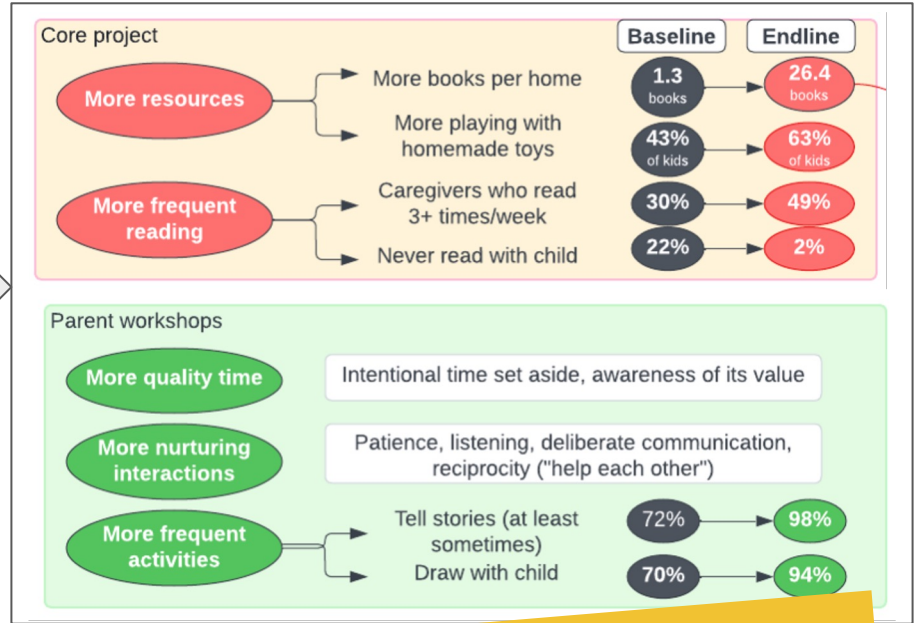 Core project
Baseline
Endline
More resources
More books per home
1.3
books
26.4
books
More playing with
homemade toys
43%
of kids
63%
of kids
More frequent
reading
Caregivers who read
3+ times/week
30%
49%
Never read with child
22%
2%
Parent workshops
More quality time
Intentional time set aside, awareness of its value
More nurturing
interactions
Patience, listening, deliberate communication,
reciprocity ("help each other")
More frequent
activities
Tell stories (at least
sometimes)
72%
98%
Draw with child
70%
94%